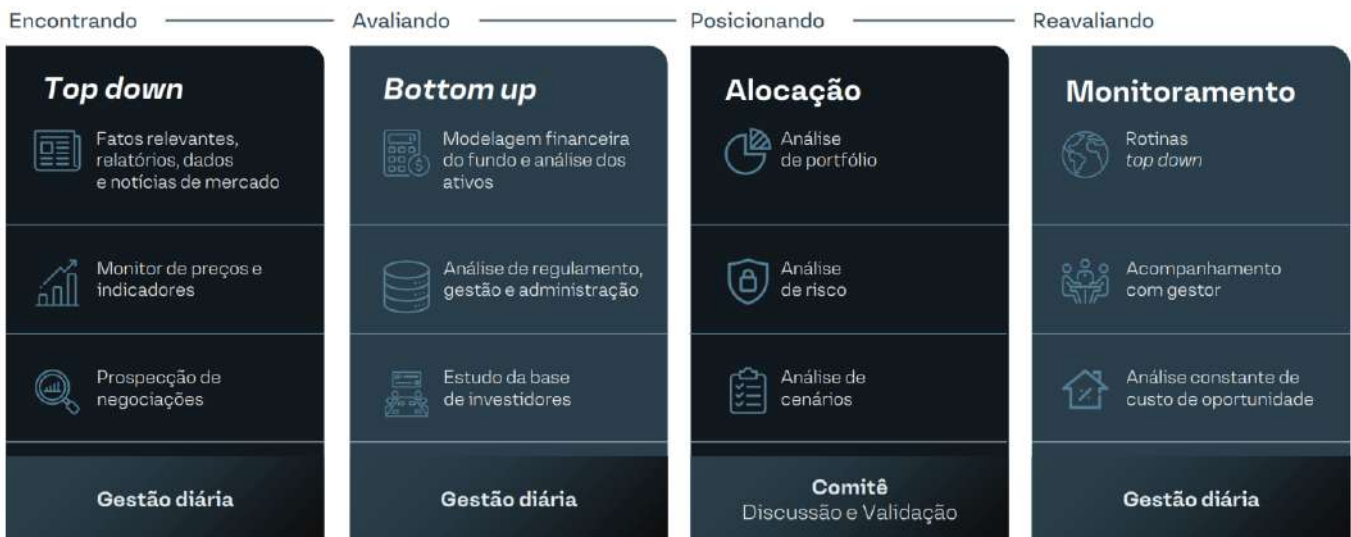 Encontrando
Avaliando
Posicionando
Reavaliando
Top down
Fatos relevantes,
relatórios, dados
e notícias de mercado
Monitor de preços e
indicadores
Prospecção de
negociações
Gestão diária
Bottom up
Modelagem financeira
do fundo e análise dos
ativos
Análise de regulamento,
gestão e administração
Estudo da base
de investidores
Gestão diária
Alocação
Análise
de portfólio
Análise
de risco
Análise de
cenários
Comitê
Discussão e Validação
Monitoramento
Rotinas
top down
Acompanhamento
com gestor
Análise constante de
custo de oportunidade
Gestão diária